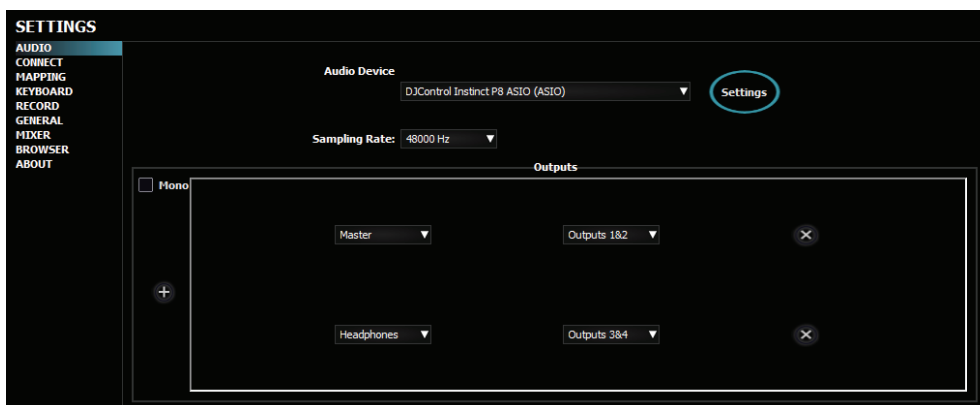 SETTINGS
AUDIO
CONNECT
MAPPING
KEYBOARD
RECORD
GENERAL
MIXER
BROWSER
ABOUT
Audio Device
DJControl Instinct P8 ASIO (ASIO)
Settings
Sampling Rate: 48000 Hz
Outputs
Mono
Master Outputs 1&2
Headphones Outputs 3&4